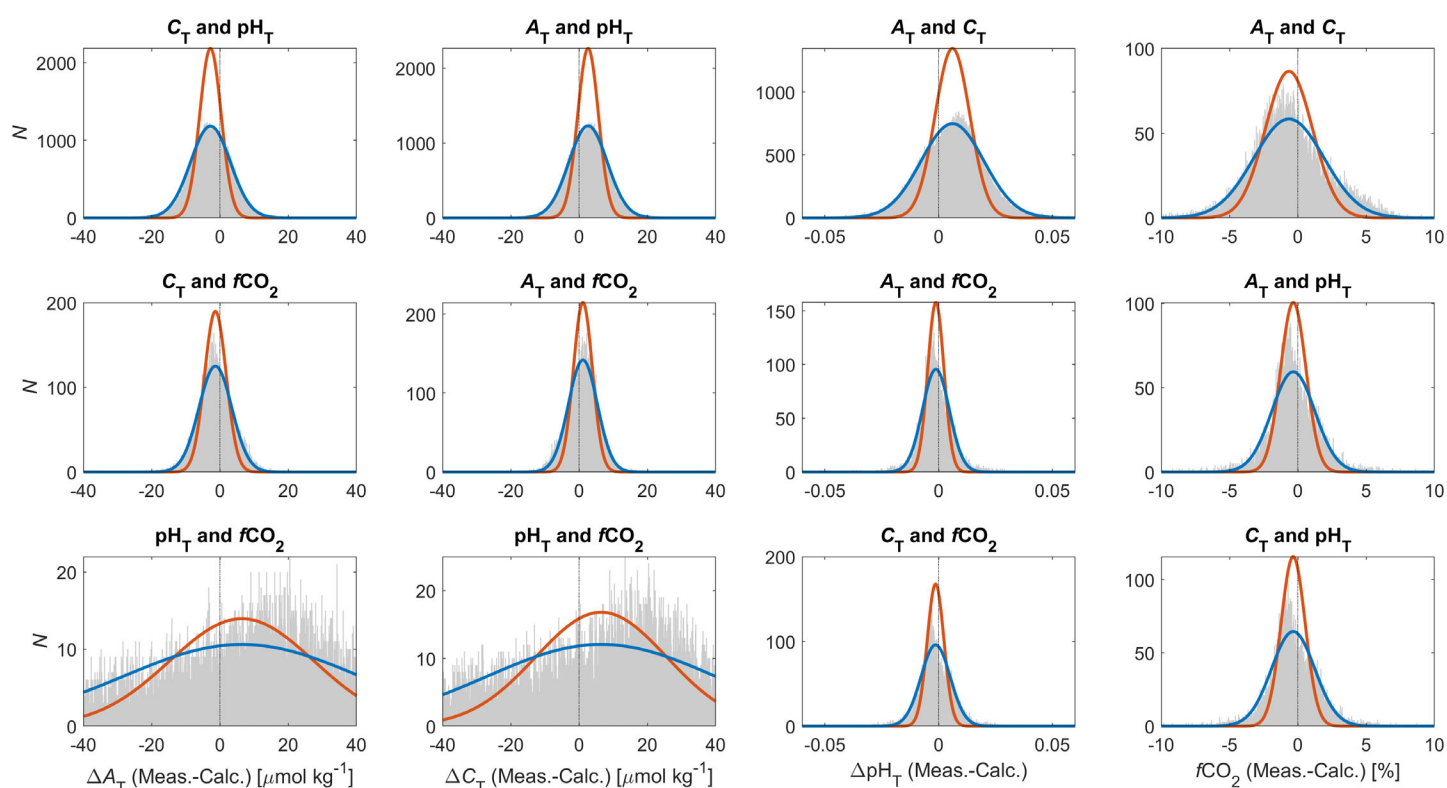 C_T and pH_T
2000
1000
0
N
-40 -20 0 20 40
A_T and pH_T
2000
1000
0
-40 -20 0 20 40
A_T and C_T
1000
500
0
-0.05 0 0.05
A_T and C_T
100
50
0
-10 -5 0 5 10
C_T and fCO_2
200
100
0
N
-40 -20 0 20 40
A_T and fCO_2
200
150
100
50
0
-40 -20 0 20 40
A_T and fCO_2
150
100
50
0
-0.05 0 0.05
A_T and pH_T
100
50
0
-10 -5 0 5 10
pH_T and fCO_2
20
10
0
N
-40 -20 0 20 40
ΔA_T (Meas.-Calc.) [μmol kg^-1]
pH_T and fCO_2
20
10
0
-40 -20 0 20 40
ΔC_T (Meas.-Calc.) [μmol kg^-1]
C_T and fCO_2
200
100
0
-0.05 0 0.05
ΔpH_T (Meas.-Calc.)
C_T and pH_T
100
50
0
-10 -5 0 5 10
fCO_2 (Meas.-Calc.) [%]